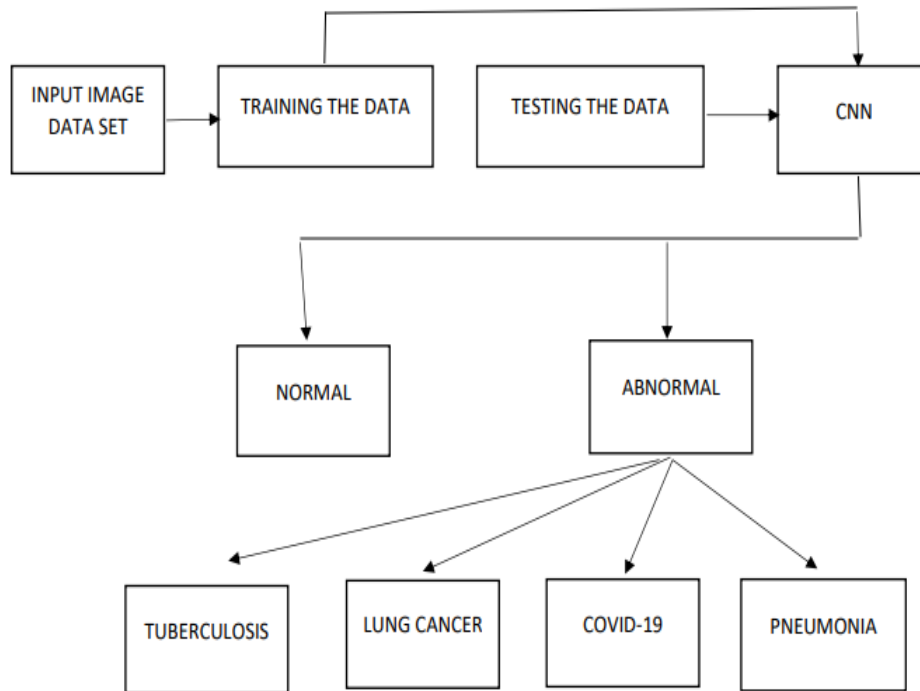 INPUT IMAGE
DATA SET
TRAINING THE DATA
TESTING THE DATA
CNN
NORMAL
ABNORMAL
TUBERCULOSIS
LUNG CANCER
COVID-19
PNEUMONIA